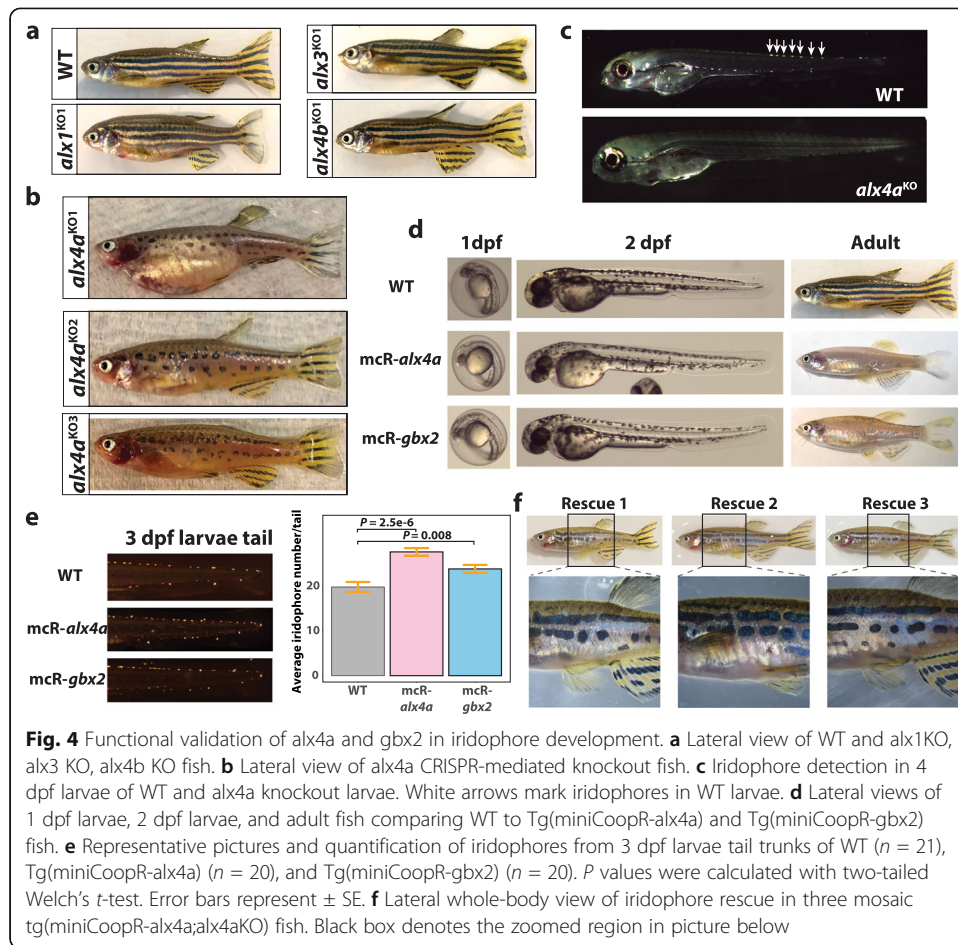 a
WT
alx1KO1
alx3KO1
alx4bKO1
c
WT
alx4aKO
b
alx4aKO1
alx4aKO2
alx4aKO3
d
1dpf
2 dpf
Adult
WT
mcR-alx4a
mcR-gbx2
e
3 dpf larvae tail
WT
mcR-alx4a
mcR-gbx2
Average iridophore number/tail
P = 2.5e-6
P = 0.008
20
10
0
WT
mcR-
alx4a
mcR-
gbx2
f
Rescue 1
Rescue 2
Rescue 3
Fig. 4 Functional validation of alx4a and gbx2 in iridophore development. a Lateral view of WT and alx1KO,
alx3 KO, alx4b KO fish. b Lateral view of alx4a CRISPR-mediated knockout fish. c Iridophore detection in 4
dpf larvae of WT and alx4a knockout larvae. White arrows mark iridophores in WT larvae. d Lateral views of
1 dpf larvae, 2 dpf larvae, and adult fish comparing WT to Tg(miniCoopR-alx4a) and Tg(miniCoopR-gbx2)
fish. e Representative pictures and quantification of iridophores from 3 dpf larvae tail trunks of WT (n = 21),
Tg(miniCoopR-alx4a) (n = 20), and Tg(miniCoopR-gbx2) (n = 20). P values were calculated with two-tailed
Welch's t-test. Error bars represent ± SE. f Lateral whole-body view of iridophore rescue in three mosaic
tg(miniCoopR-alx4a;alx4aKO) fish. Black box denotes the zoomed region in picture below